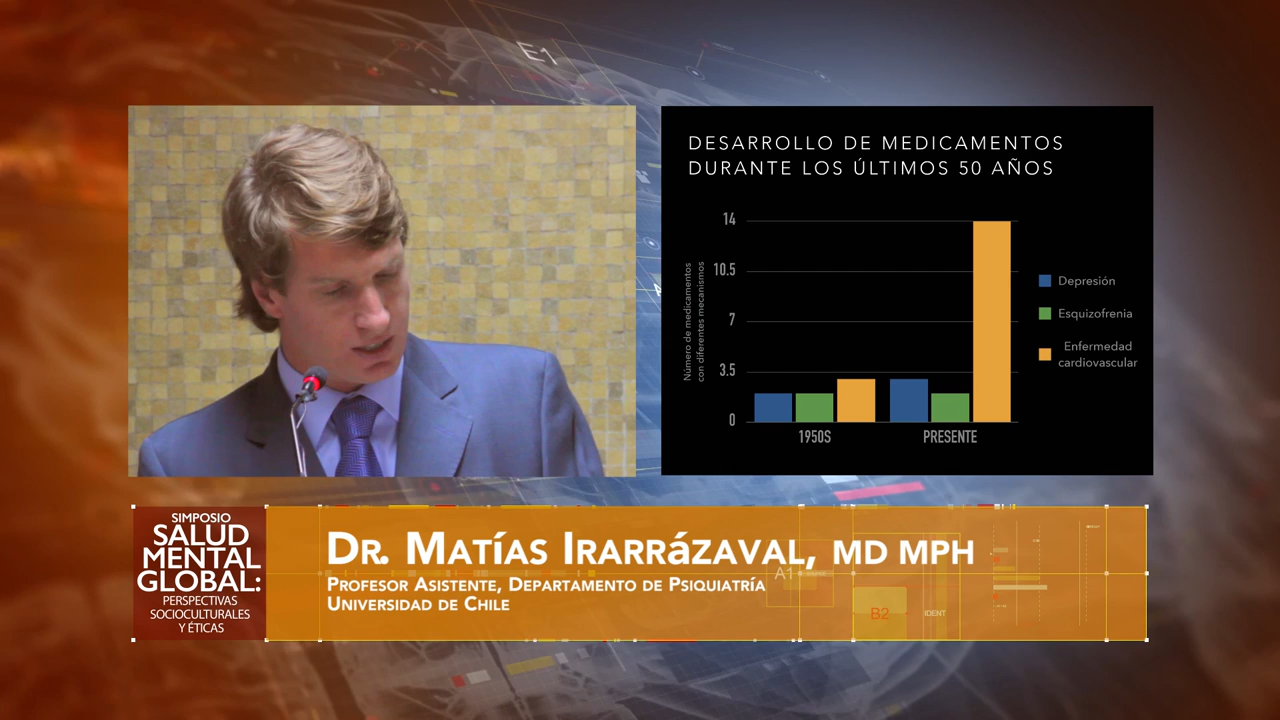 E1
DESARROLLO DE MEDICAMENTOS
DURANTE LOS ÚLTIMOS 50 AÑOS
Número de medicamentos
con diferentes mecanismos
14
10.5
7
3.5
0
1950S
PRESENTE
Depresión
Esquizofrenia
Enfermedad
cardiovascular
SIMPOSIO
SALUD
MENTAL
GLOBAL:
PERSPECTIVAS
SOCIOCULTURALES
Y ÉTICAS
DR. MATÍAS IRARRÁZAVAL, MD MPH
PROFESOR ASISTENTE, DEPARTAMENTO DE PSIQUIATRÍA
UNIVERSIDAD DE CHILE
A1
B2
IDENT